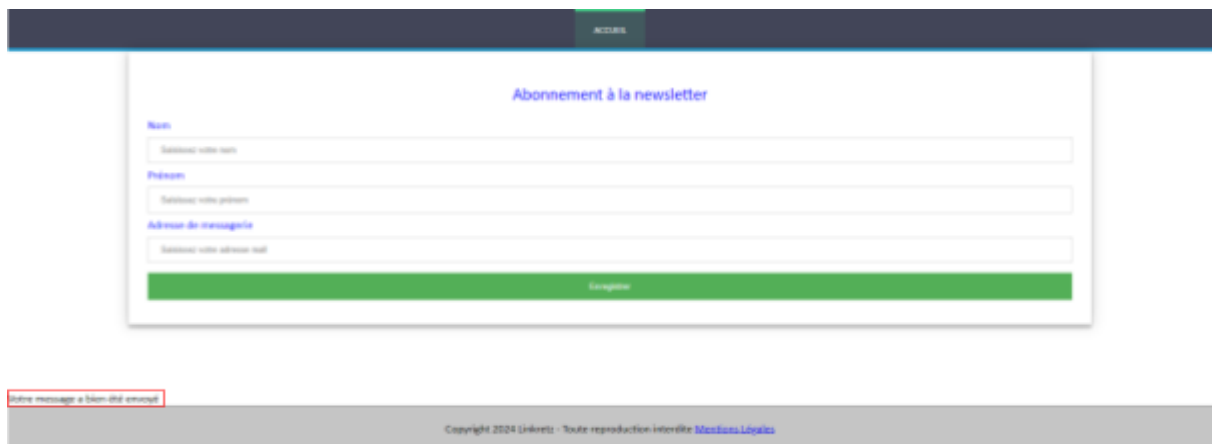 ACCUEIL
Abonnement à la newsletter
Nom
Saisissez votre nom
Prénom
Saisissez votre prénom
Adresse de messagerie
Saisissez votre adresse mail
Enregistrer
Votre message a bien été envoyé
Copyright 2024 Linkretz - Toute reproduction interdite Mentions Légales